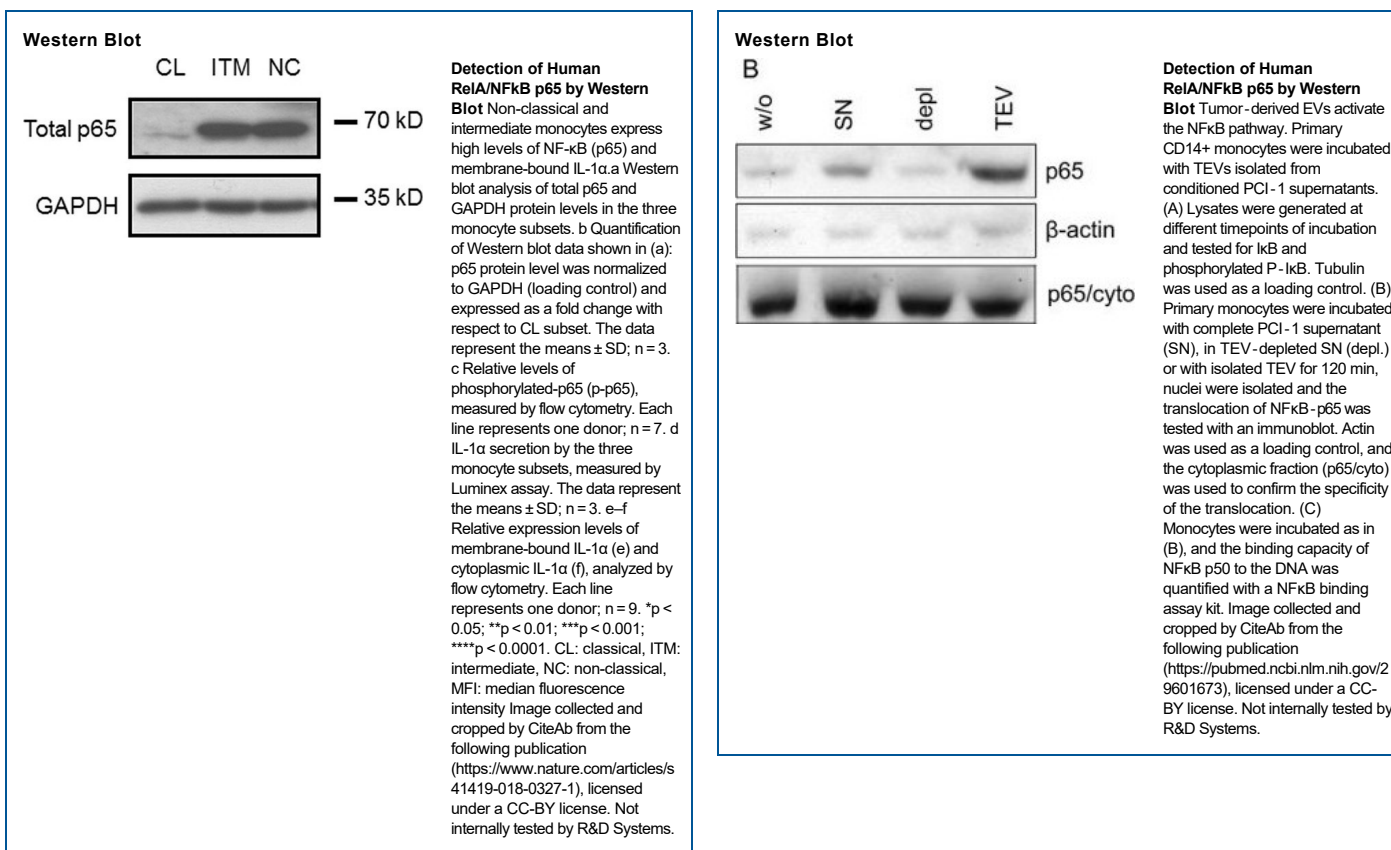 Western Blot
CL ITM NC
Total p65
70 kD
GAPDH
35 kD
Detection of Human
RelA/NFkB p65 by Western
Blot Non-classical and
intermediate monocytes express
high levels of NF-κB (p65) and
membrane-bound IL-1α.a Western
blot analysis of total p65 and
GAPDH protein levels in the three
monocyte subsets. b Quantification
of Western blot data shown in (a):
p65 protein level was normalized
to GAPDH (loading control) and
expressed as a fold change with
respect to CL subset. The data
represent the means ± SD; n = 3.
c Relative levels of
phosphorylated-p65 (p-p65),
measured by flow cytometry. Each
line represents one donor; n = 7. d
IL-1α secretion by the three
monocyte subsets, measured by
Luminex assay. The data represent
the means ± SD; n = 3. e–f
Relative expression levels of
membrane-bound IL-1α (e) and
cytoplasmic IL-1α (f), analyzed by
flow cytometry. Each line
represents one donor; n = 9. *p <
0.05; **p < 0.01; ***p < 0.001;
****p < 0.0001. CL: classical, ITM:
intermediate, NC: non-classical,
MFI: median fluorescence
intensity Image collected and
cropped by CiteAb from the
following publication
(https://www.nature.com/articles/s
41419-018-0327-1), licensed
under a CC-BY license. Not
internally tested by R&D Systems.
Western Blot
B
w/o SN depl TEV
p65
β-actin
p65/cyto
Detection of Human
RelA/NFkB p65 by Western
Blot Tumor-derived EVs activate
the NFκB pathway. Primary
CD14+ monocytes were incubated
with TEVs isolated from
conditioned PCI-1 supernatants.
(A) Lysates were generated at
different timepoints of incubation
and tested for IκB and
phosphorylated P-IκB. Tubulin
was used as a loading control. (B)
Primary monocytes were incubated
with complete PCI-1 supernatant
(SN), in TEV-depleted SN (depl.)
or with isolated TEV for 120 min,
nuclei were isolated and the
translocation of NFκB-p65 was
tested with an immunoblot. Actin
was used as a loading control, and
the cytoplasmic fraction (p65/cyto)
was used to confirm the specificity
of the translocation. (C)
Monocytes were incubated as in
(B), and the binding capacity of
NFκB p50 to the DNA was
quantified with a NFκB binding
assay kit. Image collected and
cropped by CiteAb from the
following publication
(https://pubmed.ncbi.nlm.nih.gov/2
9601673), licensed under a CC-
BY license. Not internally tested by
R&D Systems.